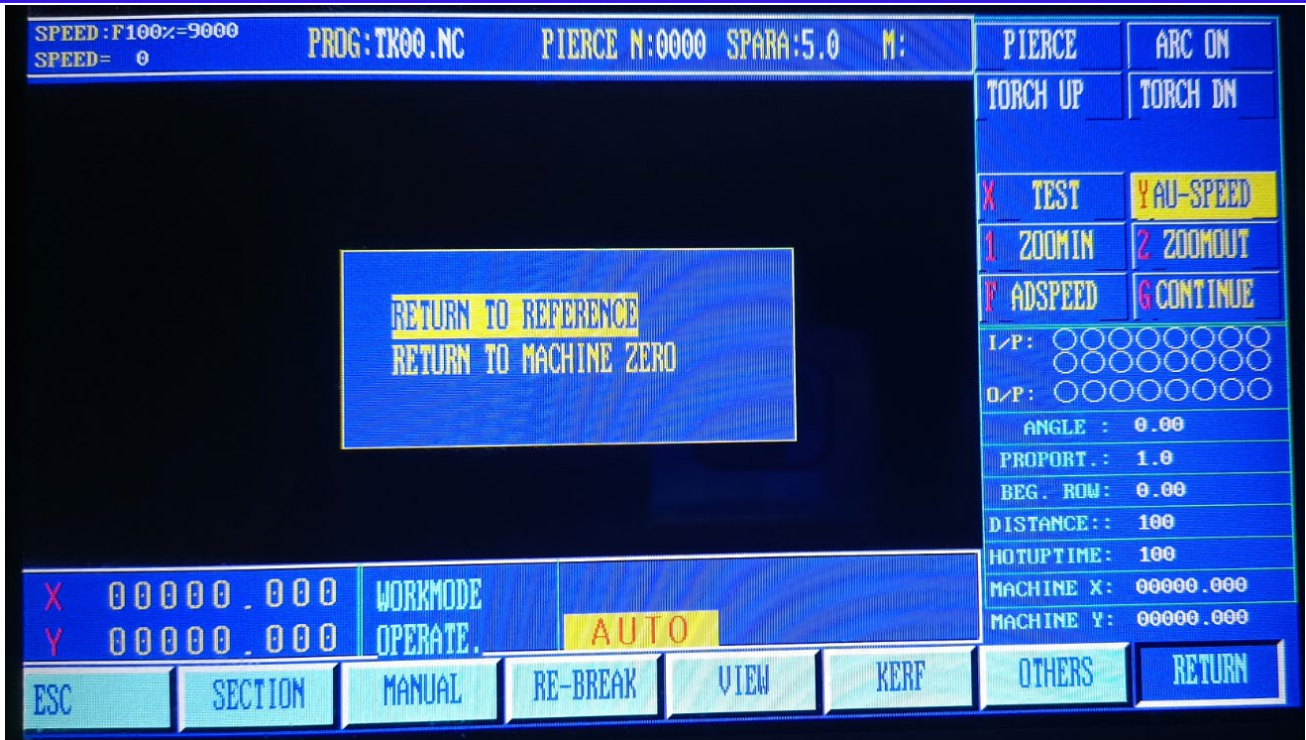 SPEED:F100%=9000
SPEED= 0
PROG:TK00.NC PIERCE N:0000 SPARA:5.0 M:
PIERCE ARC ON
TORCH UP TORCH DN
X TEST Y AU-SPEED
1 ZOOMIN 2 ZOOMOUT
F ADSPEED G CONTINUE
RETURN TO REFERENCE
RETURN TO MACHINE ZERO
I/P:
O/P:
ANGLE : 0.00
PROPORT.: 1.0
BEG. ROW: 0.00
DISTANCE:: 100
HOTUPTIME: 100
MACHINE X: 00000.000
MACHINE Y: 00000.000
X 00000.000 WORKMODE
Y 00000.000 OPERATE. AUTO
ESC SECTION MANUAL RE-BREAK VIEW KERF OTHERS RETURN